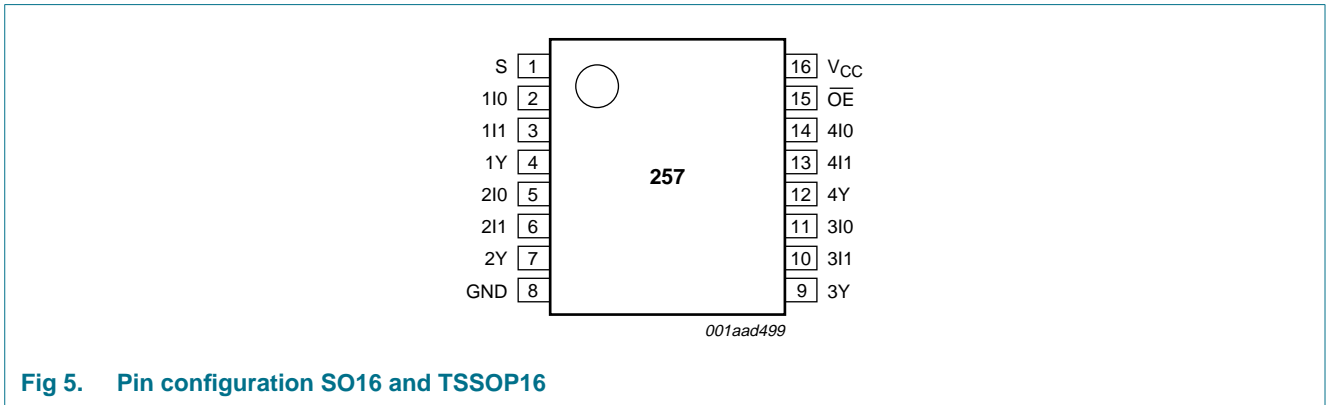 S 1 16 VCC
1I0 2 15 O̅E̅
1I1 3 14 4I0
1Y 4 13 4I1
2I0 5 12 4Y
257
2I1 6 11 3I0
2Y 7 10 3I1
GND 8 9 3Y
001aad499
Fig 5. Pin configuration SO16 and TSSOP16